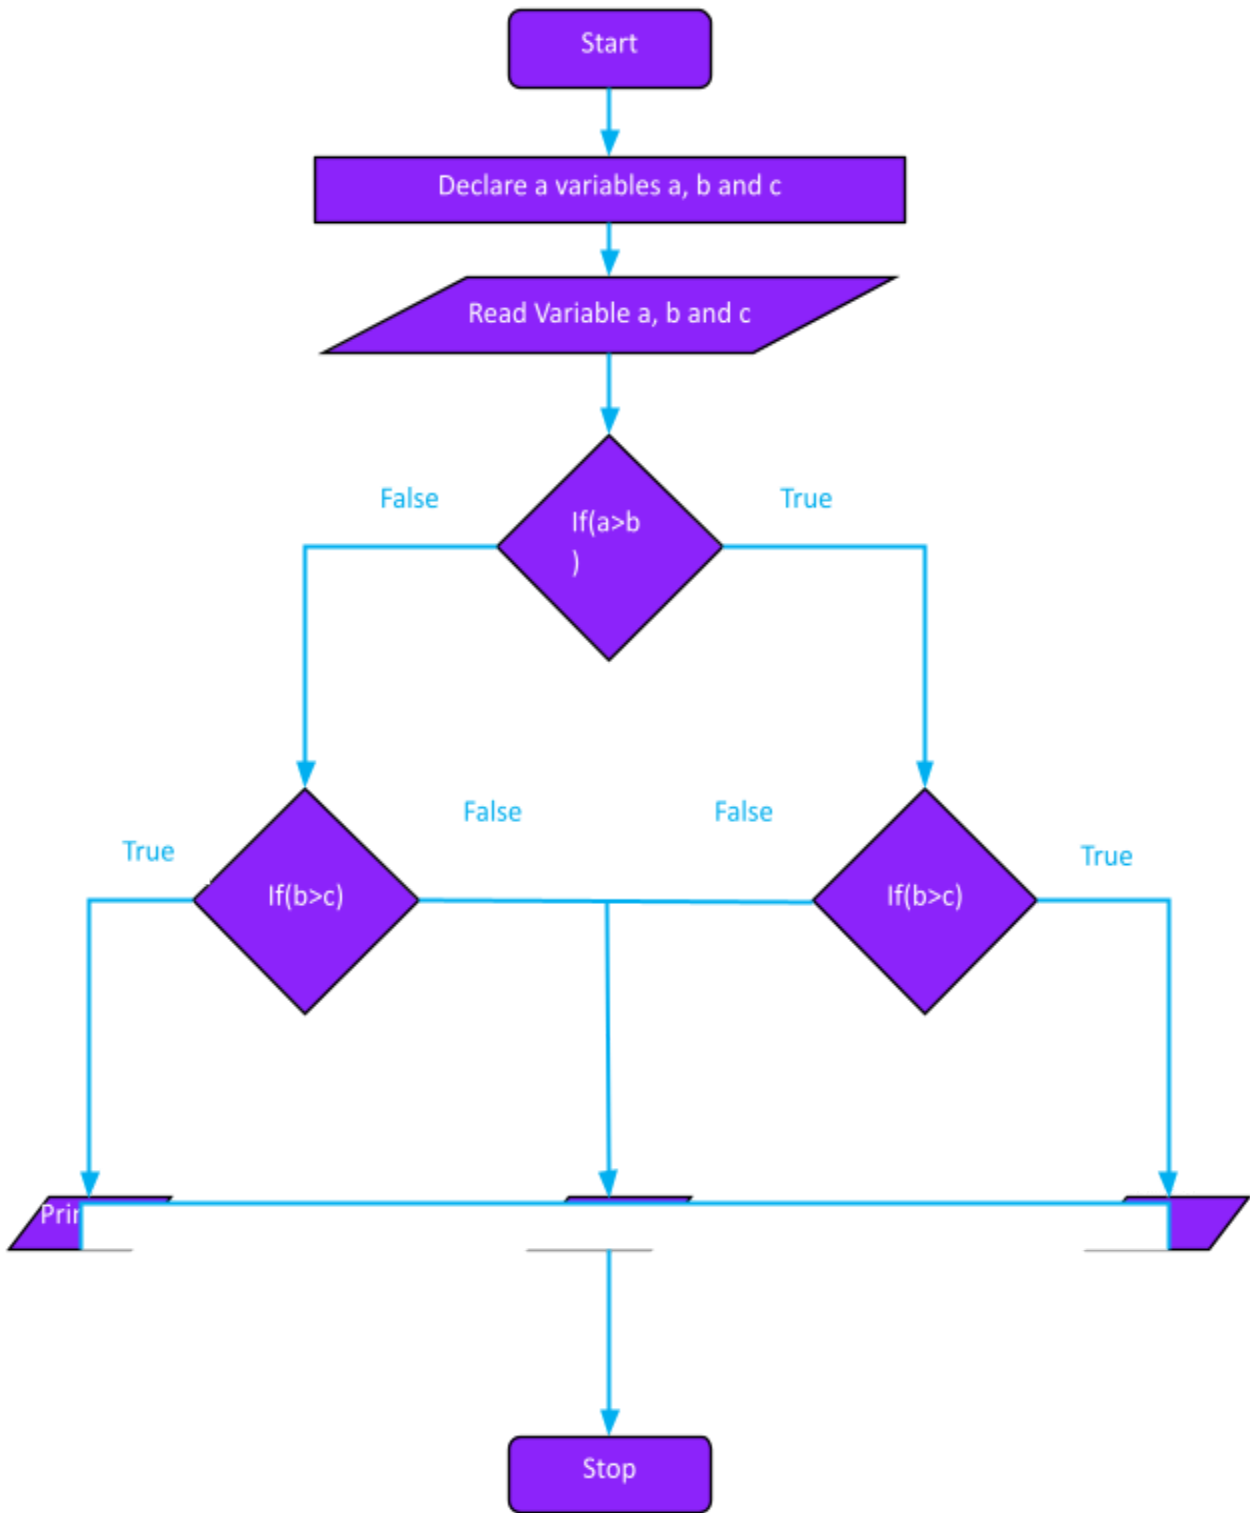 Start
Declare a variables a, b and c
Read Variable a, b and c
False
True
If(a>b
)
False
False
True
True
If(b>c)
If(b>c)
Stop